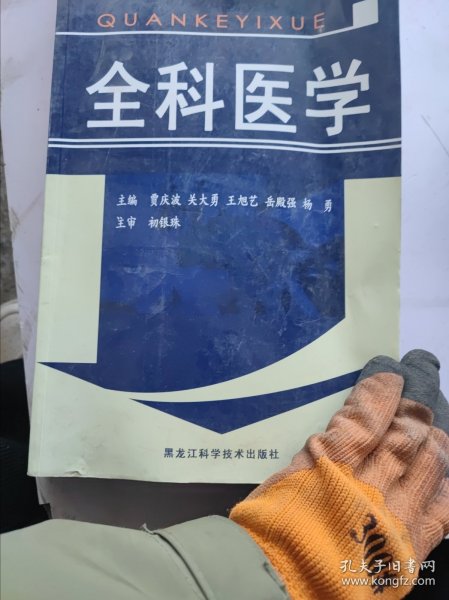 QUANKEYIXUE
全科医学
主编 贾庆波 关大勇 王旭艺 岳殿强 杨 勇
主审 初银珠
黑龙江科学技术出版社
300#
孔夫子旧书网
www.kongfz.com